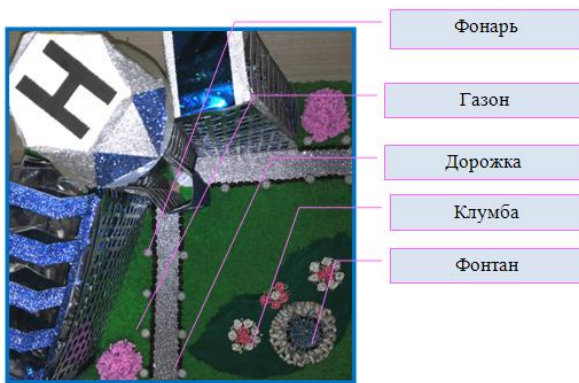 Н
Фонарь
Газон
Дорожка
Клумба
Фонтан